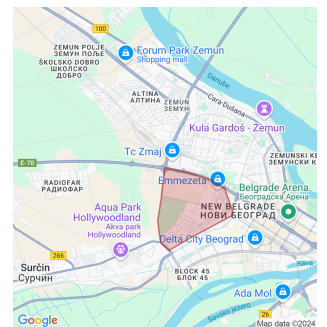 100
ZEMUN POLJE
ЗЕМУН ПОЉЕ
Forum Park Zemun
Shopping mall
ŠKOLSKO DOBRO
ШКОЛСКО
ДОБРО
Danube
ALTINA
АЛТИНА
ZEMUN
ЗЕМУН
Cara Dušana
Kula Gardoš - Zemun
Tc Zmaj
ZEMUNSKI KE
ЗЕМУНСКИ К
E-70
RADIOFAR
РАДИОФАР
Emmezeta
Belgrade Arena
Београдска Арена
Aqua Park
Hollywoodland
Akva park
Hollywoodland
NEW BELGRADE
НОВИ БЕОГРАД
Delta City Beograd
266
Surčin
Сурчин
BLOCK 45
БЛОК 45
Ada Mol
Savsko jezero
26
Google
Map data ©2024